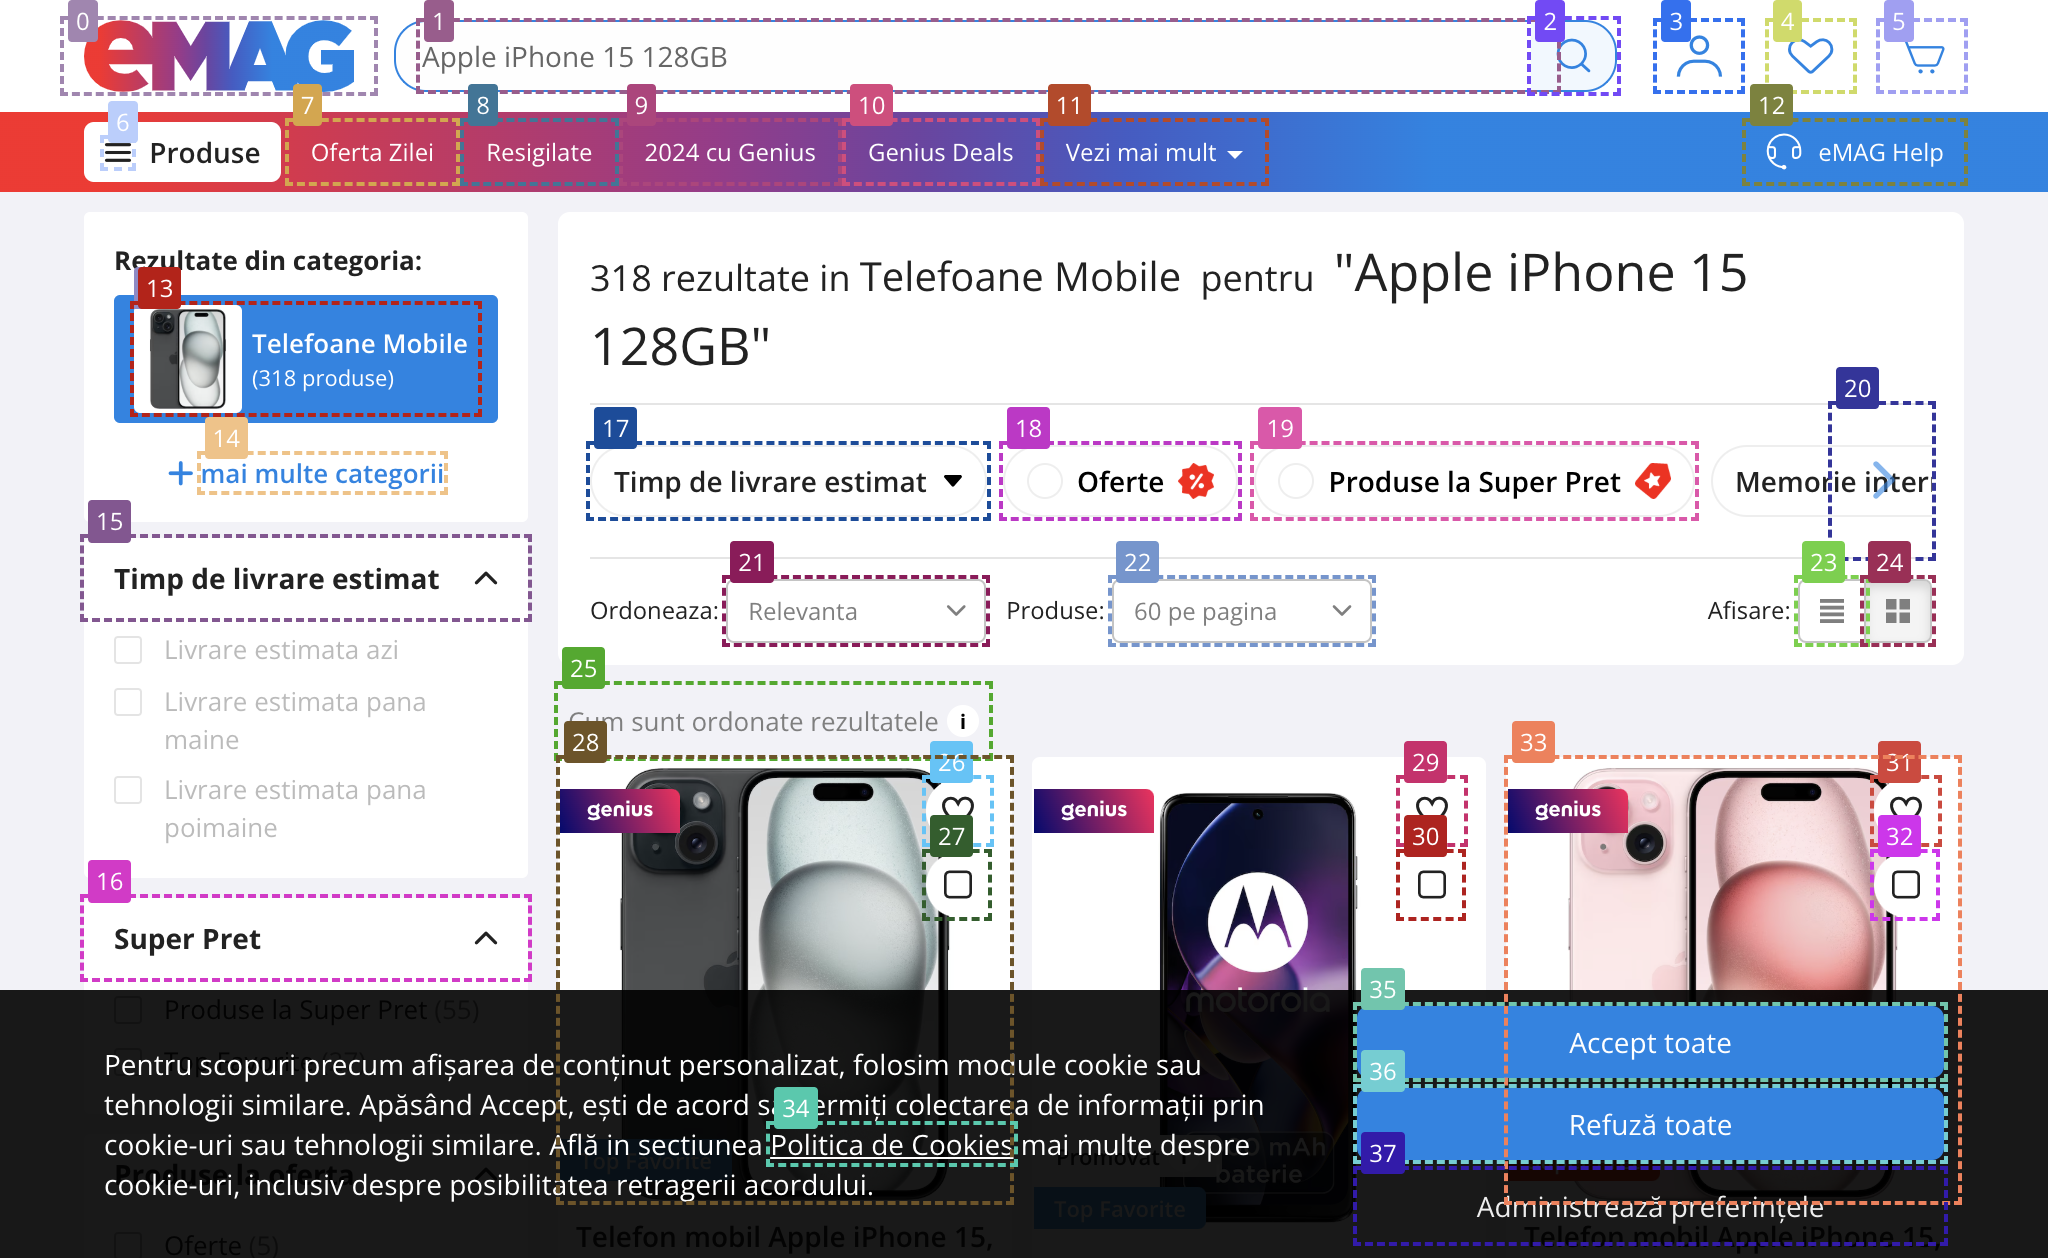 0
eMAG
1
Apple iPhone 15 128GB
2
3
4
5
6
Produse
7
Oferta Zilei
8
Resigilate
9
2024 cu Genius
10
Genius Deals
11
Vezi mai mult
12
eMAG Help
Rezultate din categoria:
13
Telefoane Mobile
(318 produse)
14
+ mai multe categorii
15
Timp de livrare estimat
Livrare estimata azi
Livrare estimata pana
maine
Livrare estimata pana
poimaine
16
Super Pret
Produse la Super Pret (55)
Produse la oferta
Oferte (5)
318 rezultate in Telefoane Mobile pentru "Apple iPhone 15
128GB"
17
Timp de livrare estimat
18
Oferte
%
19
Produse la Super Pret
20
Memorie inter
Ordoneaza:
21
Relevanta
Produse:
22
60 pe pagina
Afisare:
23
24
25
Cum sunt ordonate rezultatele
i
28
genius
26
27
genius
29
30
motorola
33
genius
31
32
Pentru scopuri precum afișarea de conținut personalizat, folosim module cookie sau
tehnologii similare. Apăsând Accept, ești de acord să permiți colectarea de informații prin
cookie-uri sau tehnologii similare. Află in sectiunea Politica de Cookies mai multe despre
cookie-uri, inclusiv despre posibilitatea retragerii acordului.
34
35
Accept toate
36
Refuză toate
37
Administrează preferințele
Top Favorite
Promovat
mAh
baterie
Top Favorite
Telefon mobil Apple iPhone 15,
Telefon mobil Apple iPhone 15,